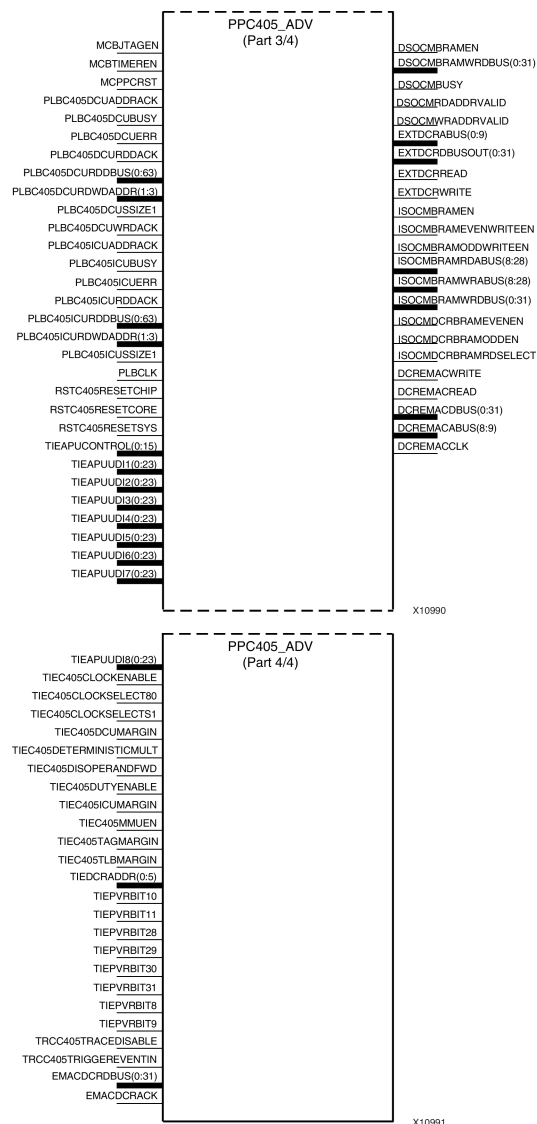 PPC405_ADV
(Part 3/4)
MCBJTAGEN
MCBTIMEREN
MCPPCRST
PLBC405DCUADDRACK
PLBC405DCUBUSY
PLBC405DCUERR
PLBC405DCURDDACK
PLBC405DCURDDBUS(0:63)
PLBC405DCURDWDADDR(1:3)
PLBC405DCUSSIZE1
PLBC405DCUWRDACK
PLBC405ICUADDRACK
PLBC405ICUBUSY
PLBC405ICUERR
PLBC405ICURDDACK
PLBC405ICURDDBUS(0:63)
PLBC405ICURDWDADDR(1:3)
PLBC405ICUSSIZE1
PLBCLK
RSTC405RESETCHIP
RSTC405RESETCORE
RSTC405RESETSYS
TIEAPUCONTROL(0:15)
TIEAPUUDI1(0:23)
TIEAPUUDI2(0:23)
TIEAPUUDI3(0:23)
TIEAPUUDI4(0:23)
TIEAPUUDI5(0:23)
TIEAPUUDI6(0:23)
TIEAPUUDI7(0:23)
DSOCMBRAMEN
DSOCMBRAMWRDBUS(0:31)
DSOCMBUSY
DSOCMRDADDRVALID
DSOCMWRADDRVALID
EXTDCRABUS(0:9)
EXTDCRDBUSOUT(0:31)
EXTDCRREAD
EXTDCRWRITE
ISOCMBRAMEN
ISOCMBRAMEVENWRITEEN
ISOCMBRAMODDWRITEEN
ISOCMBRAMRDABUS(8:28)
ISOCMBRAMWRABUS(8:28)
ISOCMBRAMWRDBUS(0:31)
ISOCMDCRBRAMEVENEN
ISOCMDCRBRAMODDEN
ISOCMDCRBRAMRDSELECT
DCREMACWRITE
DCREMACREAD
DCREMACDBUS(0:31)
DCREMACABUS(8:9)
DCREMACCLK
X10990
PPC405_ADV
(Part 4/4)
TIEAPUUDI8(0:23)
TIEC405CLOCKENABLE
TIEC405CLOCKSELECT80
TIEC405CLOCKSELECTS1
TIEC405DCUMARGIN
TIEC405DETERMINISTICMULT
TIEC405DISOPERANDFWD
TIEC405DUTYENABLE
TIEC405ICUMARGIN
TIEC405MMUEN
TIEC405TAGMARGIN
TIEC405TLBMARGIN
TIEDCRADDR(0:5)
TIEPVRBIT10
TIEPVRBIT11
TIEPVRBIT28
TIEPVRBIT29
TIEPVRBIT30
TIEPVRBIT31
TIEPVRBIT8
TIEPVRBIT9
TRCC405TRACEDISABLE
TRCC405TRIGGEREVENTIN
EMACDCRDBUS(0:31)
EMACDCRACK
X10991